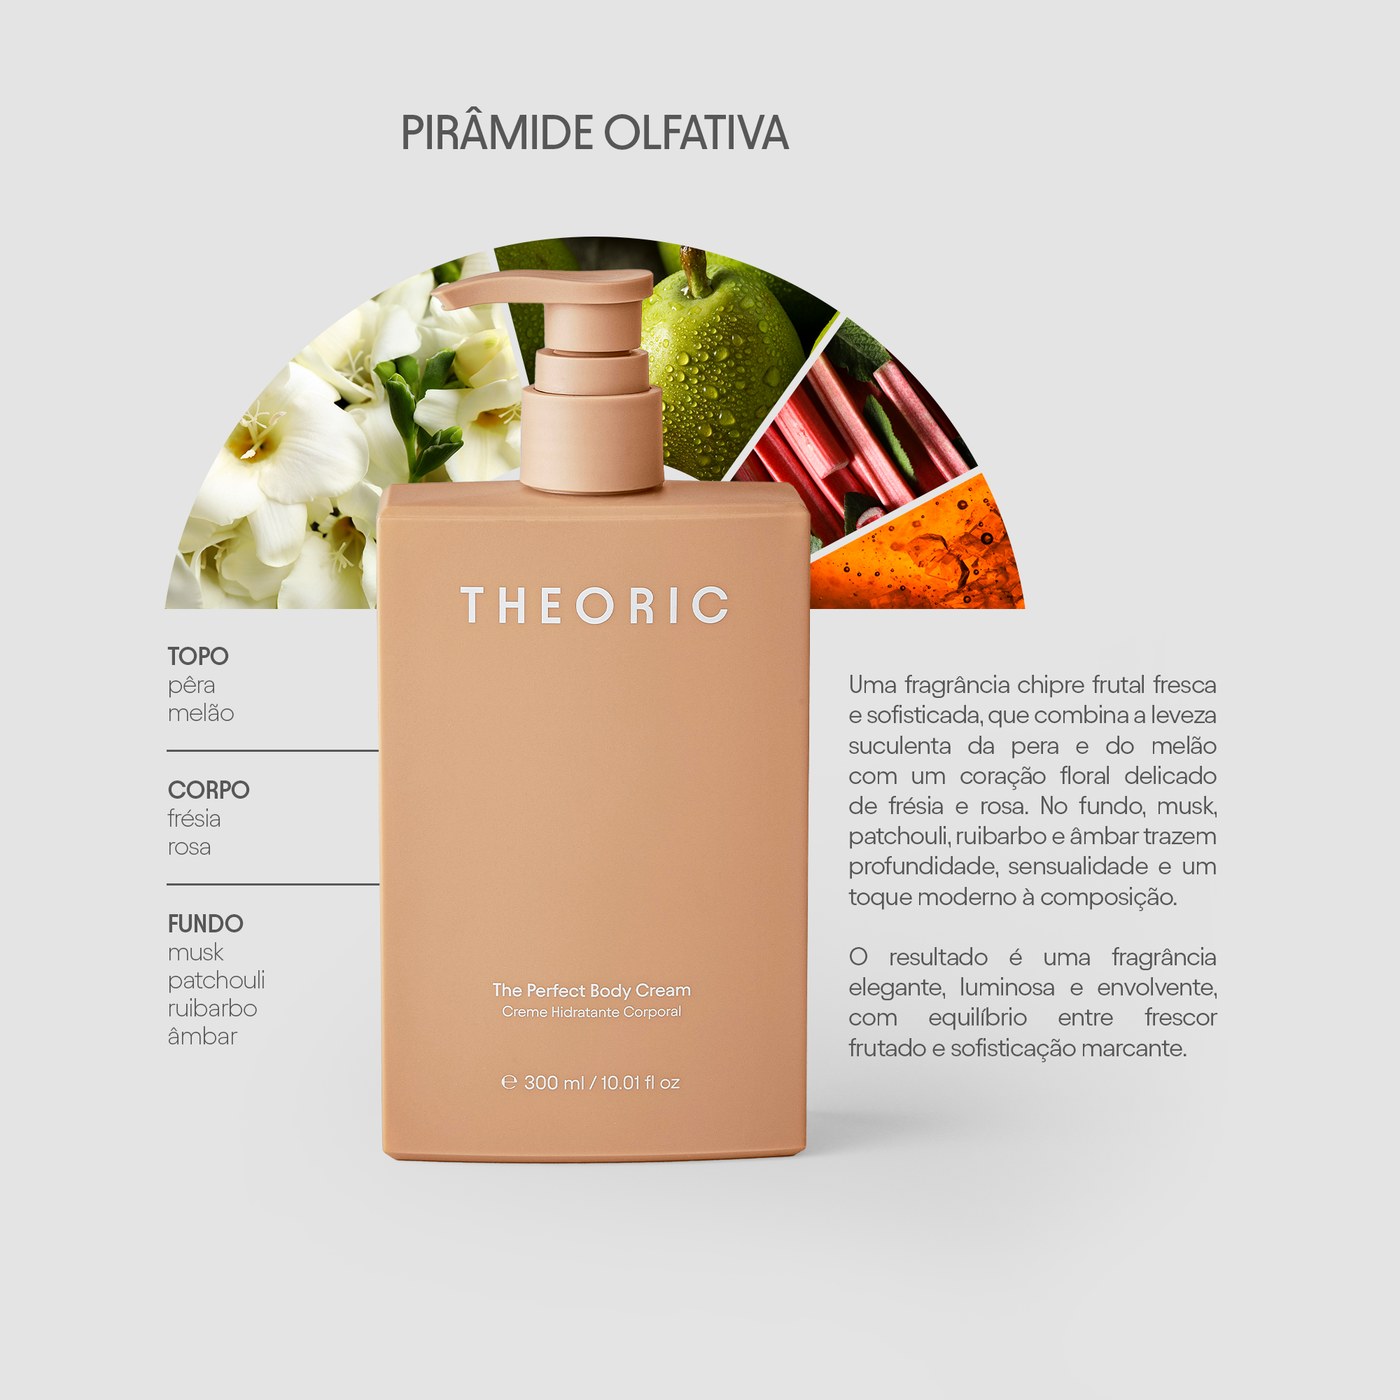 PIRÂMIDE OLFATIVA
THEORIC
The Perfect Body Cream
Creme Hidratante Corporal
℮ 300 ml / 10.01 fl oz
TOPO
pêra
melão
CORPO
frésia
rosa
FUNDO
musk
patchouli
ruibarbo
âmbar
Uma fragrância chipre frutal fresca
e sofisticada, que combina a leveza
suculenta da pera e do melão
com um coração floral delicado
de frésia e rosa. No fundo, musk,
patchouli, ruibarbo e âmbar trazem
profundidade, sensualidade e um
toque moderno à composição.
O resultado é uma fragrância
elegante, luminosa e envolvente,
com equilíbrio entre frescor
frutado e sofisticação marcante.